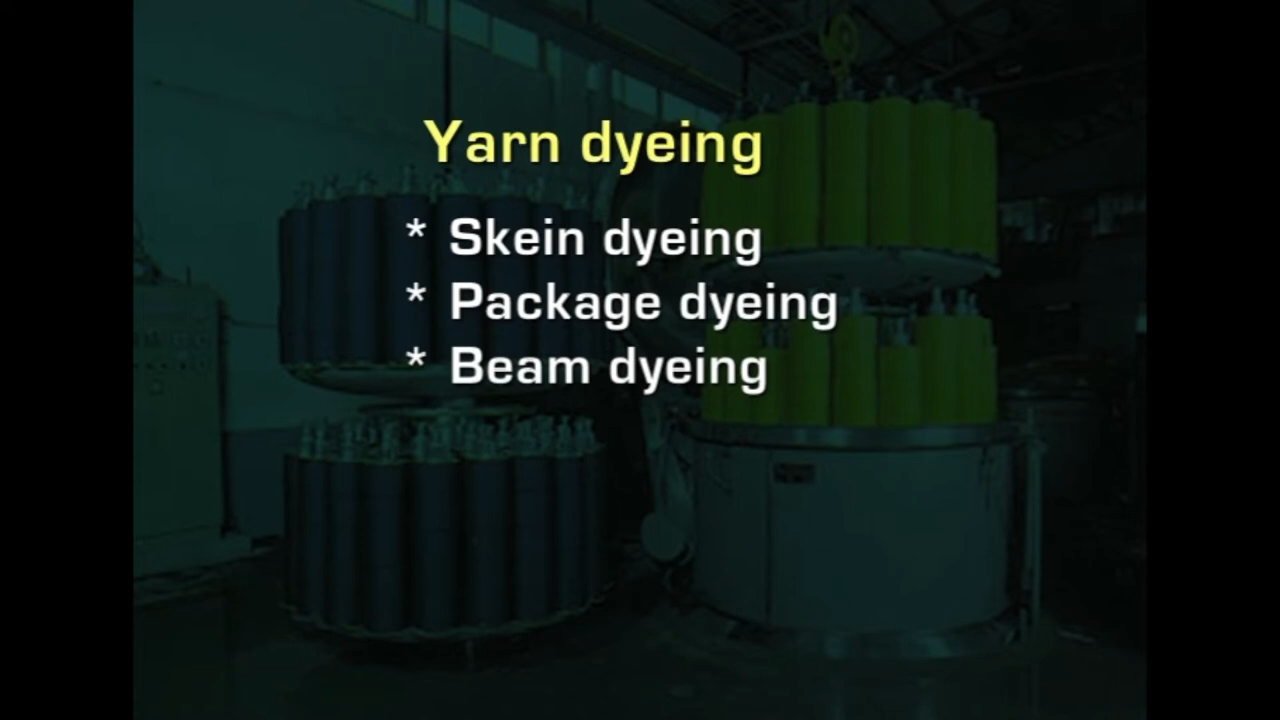 Yarn dyeing
* Skein dyeing
* Package dyeing
* Beam dyeing